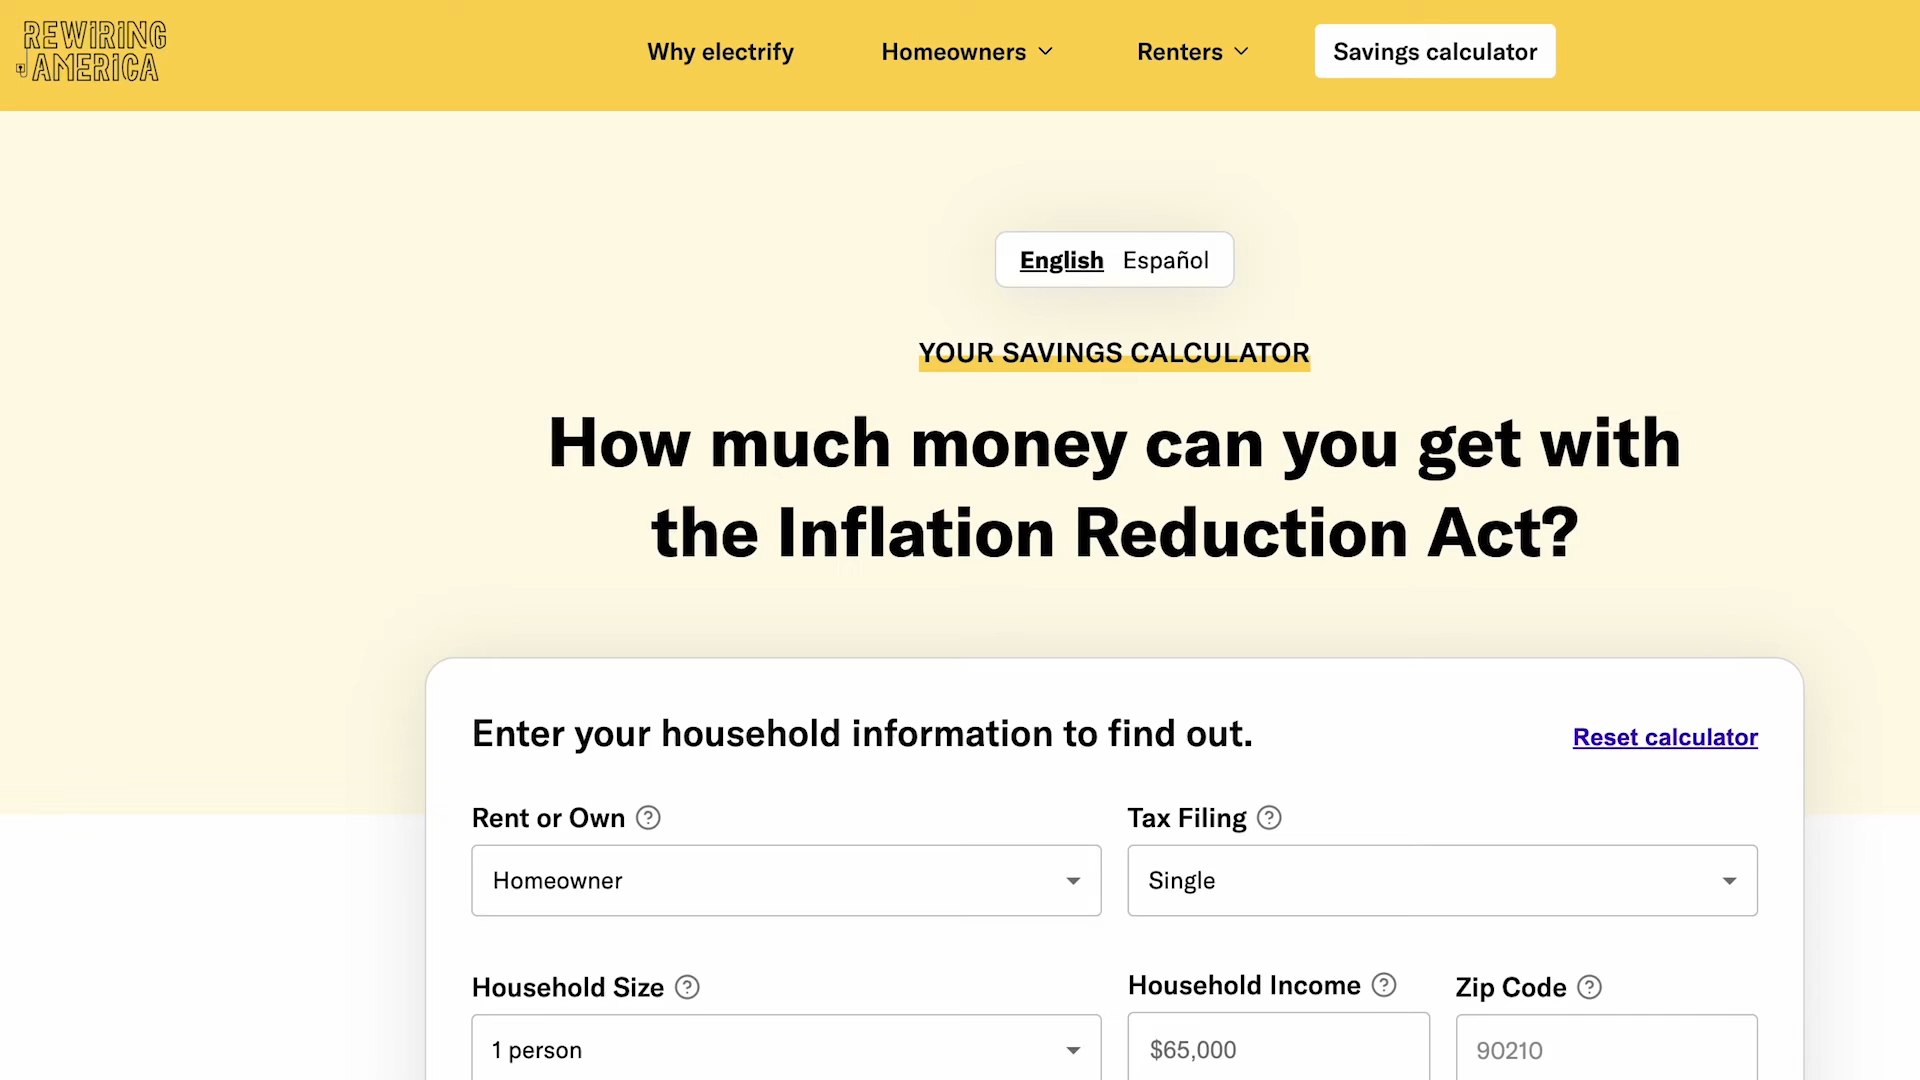 REWIRING
AMERICA
Why electrify
Homeowners
Renters
Savings calculator
English Español
YOUR SAVINGS CALCULATOR
How much money can you get with
the Inflation Reduction Act?
Enter your household information to find out.
Reset calculator
Rent or Own ?
Tax Filing ?
Homeowner
Single
Household Size ?
Household Income ?
Zip Code ?
1 person
$65,000
90210